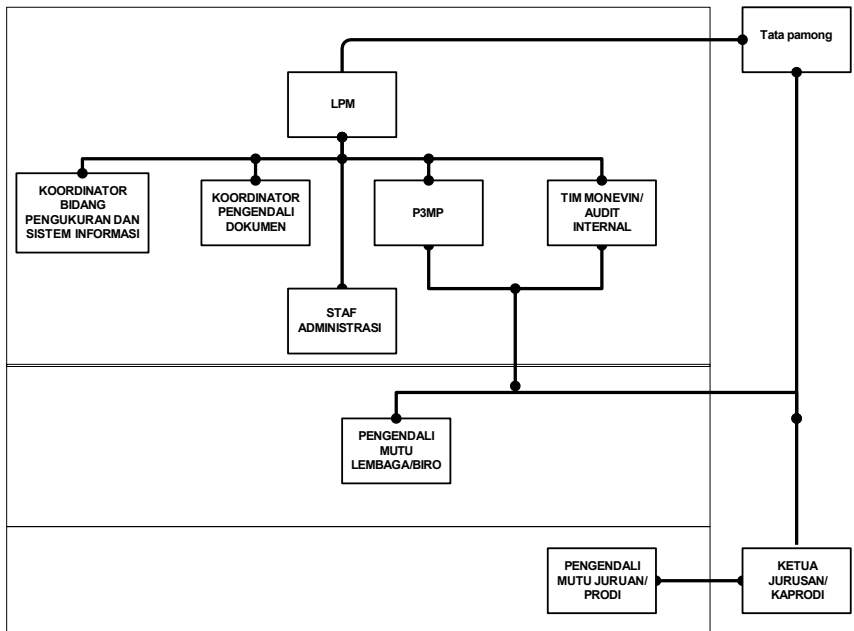 Tata pamong
LPM
KOORDINATOR
BIDANG
PENGUKURAN DAN
SISTEM INFORMASI
KOORDINATOR
PENGENDALI
DOKUMEN
P3MP
TIM MONEVIN/
AUDIT
INTERNAL
STAF
ADMINISTRASI
PENGENDALI
MUTU
LEMBAGA/BIRO
PENGENDALI
MUTU JURUAN/
PRODI
KETUA
JURUSAN/
KAPRODI